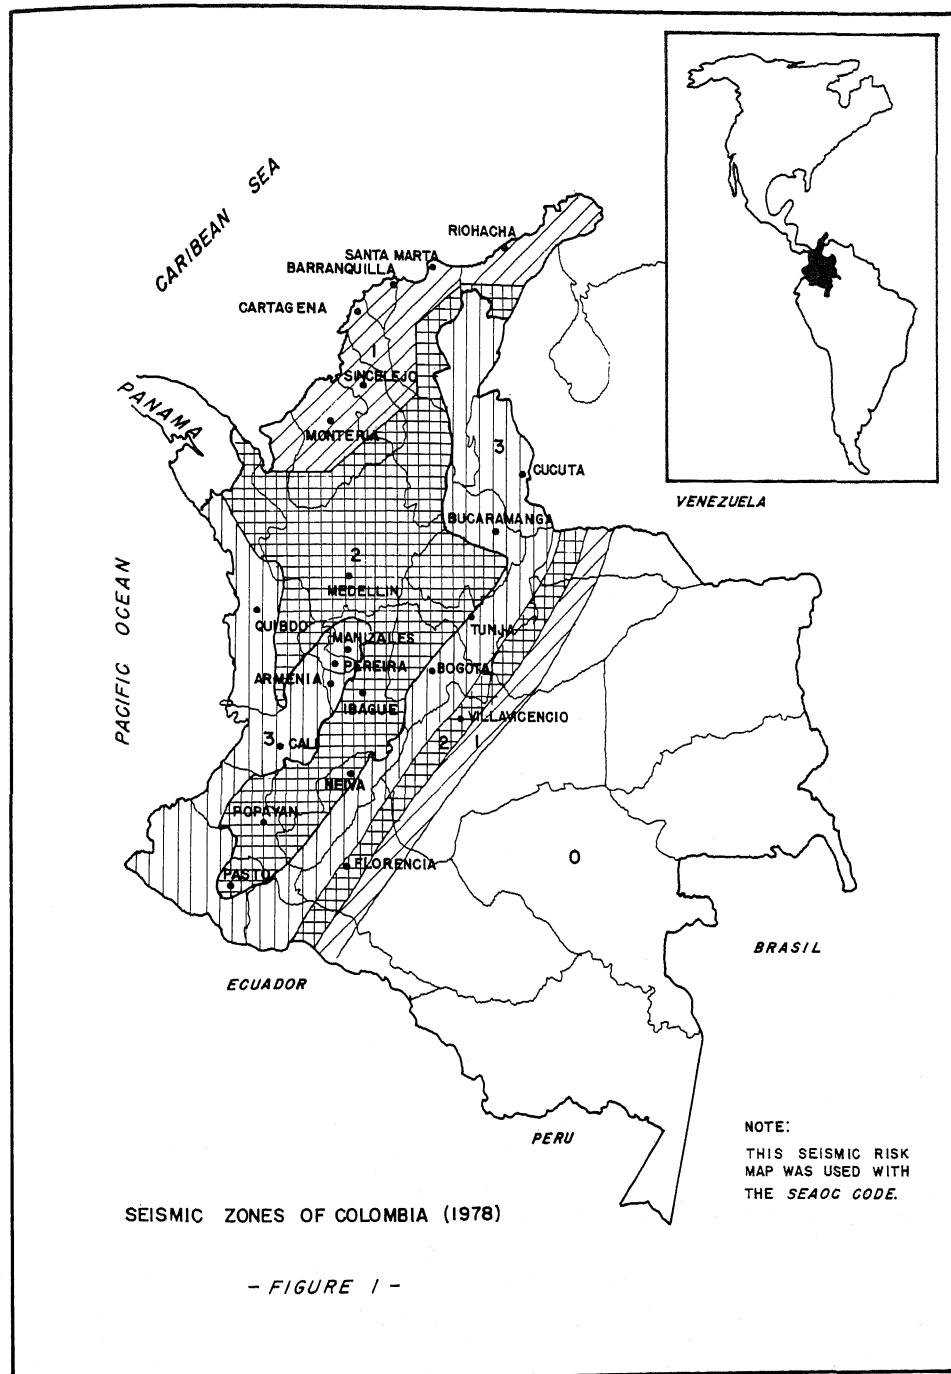 CARIBEAN SEA
RIOHACHA
SANTA MARTA
BARRANQUILLA
CARTAGENA
1
SINCELEJO
PANAMA
MONTERIA
3
CUCUTA
VENEZUELA
BUCARAMANGA
PACIFIC OCEAN
2
MEDELLIN
QUIBDO
TUNJA
MANIZALES
PEREIRA
BOGOTA
ARMENIA
IBAGUE
VILLAVICENCIO
3
CALI
2
1
NEIVA
POPAYAN
FLORENCIA
0
PASTO
BRASIL
ECUADOR
PERU
NOTE:
THIS SEISMIC RISK
MAP WAS USED WITH
THE SEAOC CODE.
SEISMIC ZONES OF COLOMBIA (1978)
- FIGURE 1 -